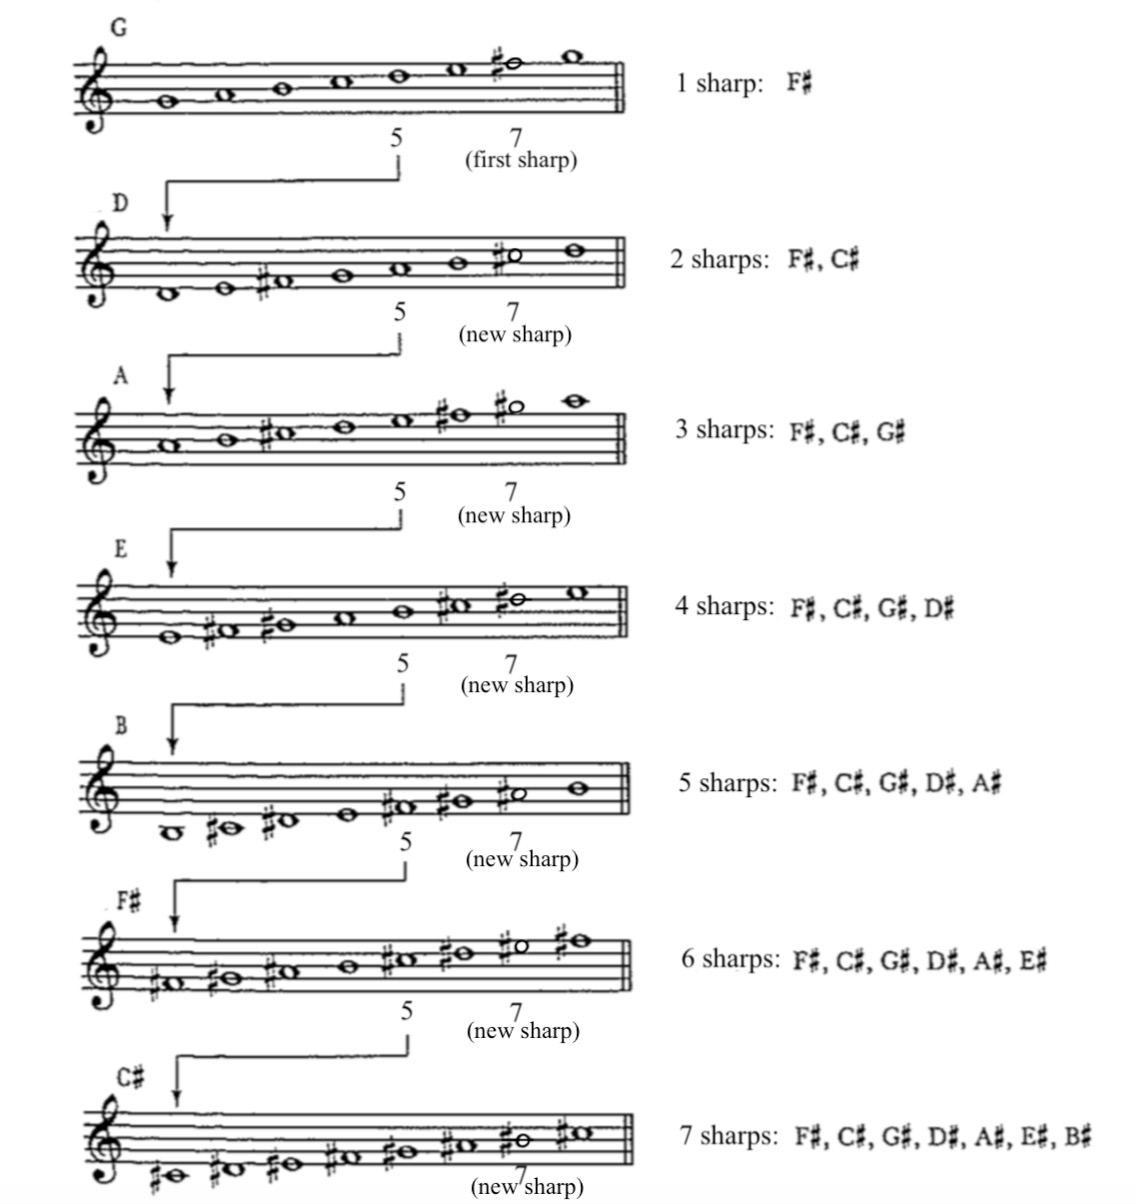 G
1 sharp: F♯
5 7
(first sharp)
D
2 sharps: F♯, C♯
5 7
(new sharp)
A
3 sharps: F♯, C♯, G♯
5 7
(new sharp)
E
4 sharps: F♯, C♯, G♯, D♯
5 7
(new sharp)
B
5 sharps: F♯, C♯, G♯, D♯, A♯
5 7
(new sharp)
F♯
6 sharps: F♯, C♯, G♯, D♯, A♯, E♯
5 7
(new sharp)
C♯
7 sharps: F♯, C♯, G♯, D♯, A♯, E♯, B♯
7
(new sharp)